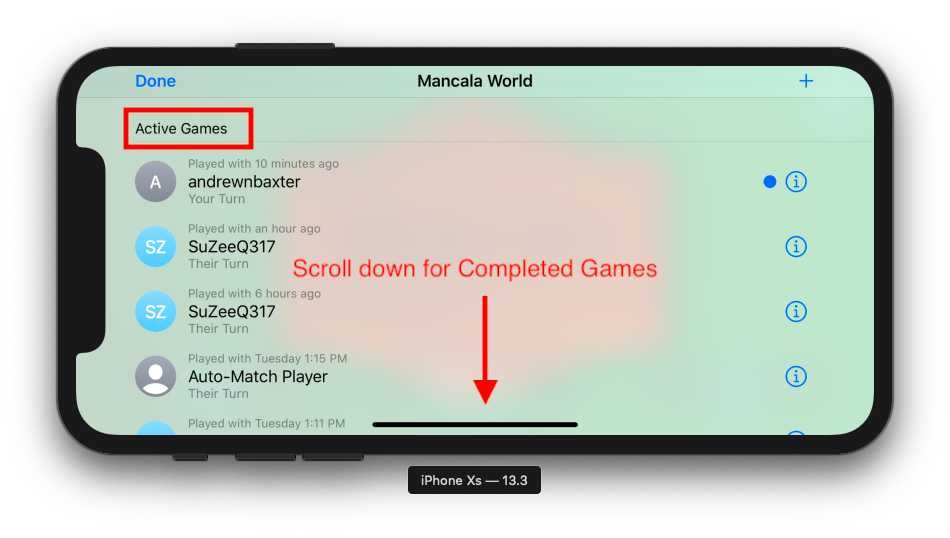 Done
Mancala World
+
Active Games
Played with 10 minutes ago
A
andrewnbaxter
Your Turn
Played with an hour ago
SZ
SuZeeQ317
Their Turn
Scroll down for Completed Games
Played with 6 hours ago
SZ
SuZeeQ317
Their Turn
Played with Tuesday 1:15 PM
Auto-Match Player
Their Turn
Played with Tuesday 1:11 PM
iPhone Xs — 13.3